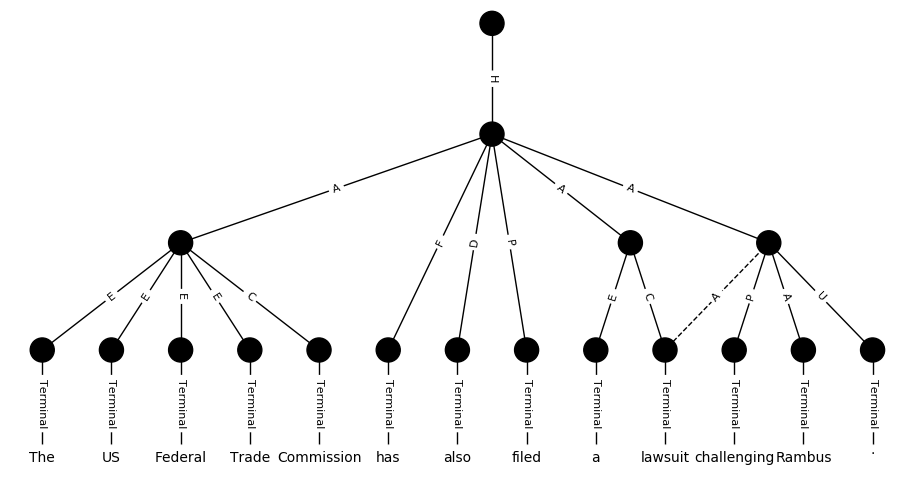 H
A F D P A A
E E E E C E C A P A U
Terminal Terminal Terminal Terminal Terminal Terminal Terminal Terminal Terminal Terminal Terminal Terminal Terminal
The US Federal Trade Commission has also filed a lawsuit challenging Rambus .